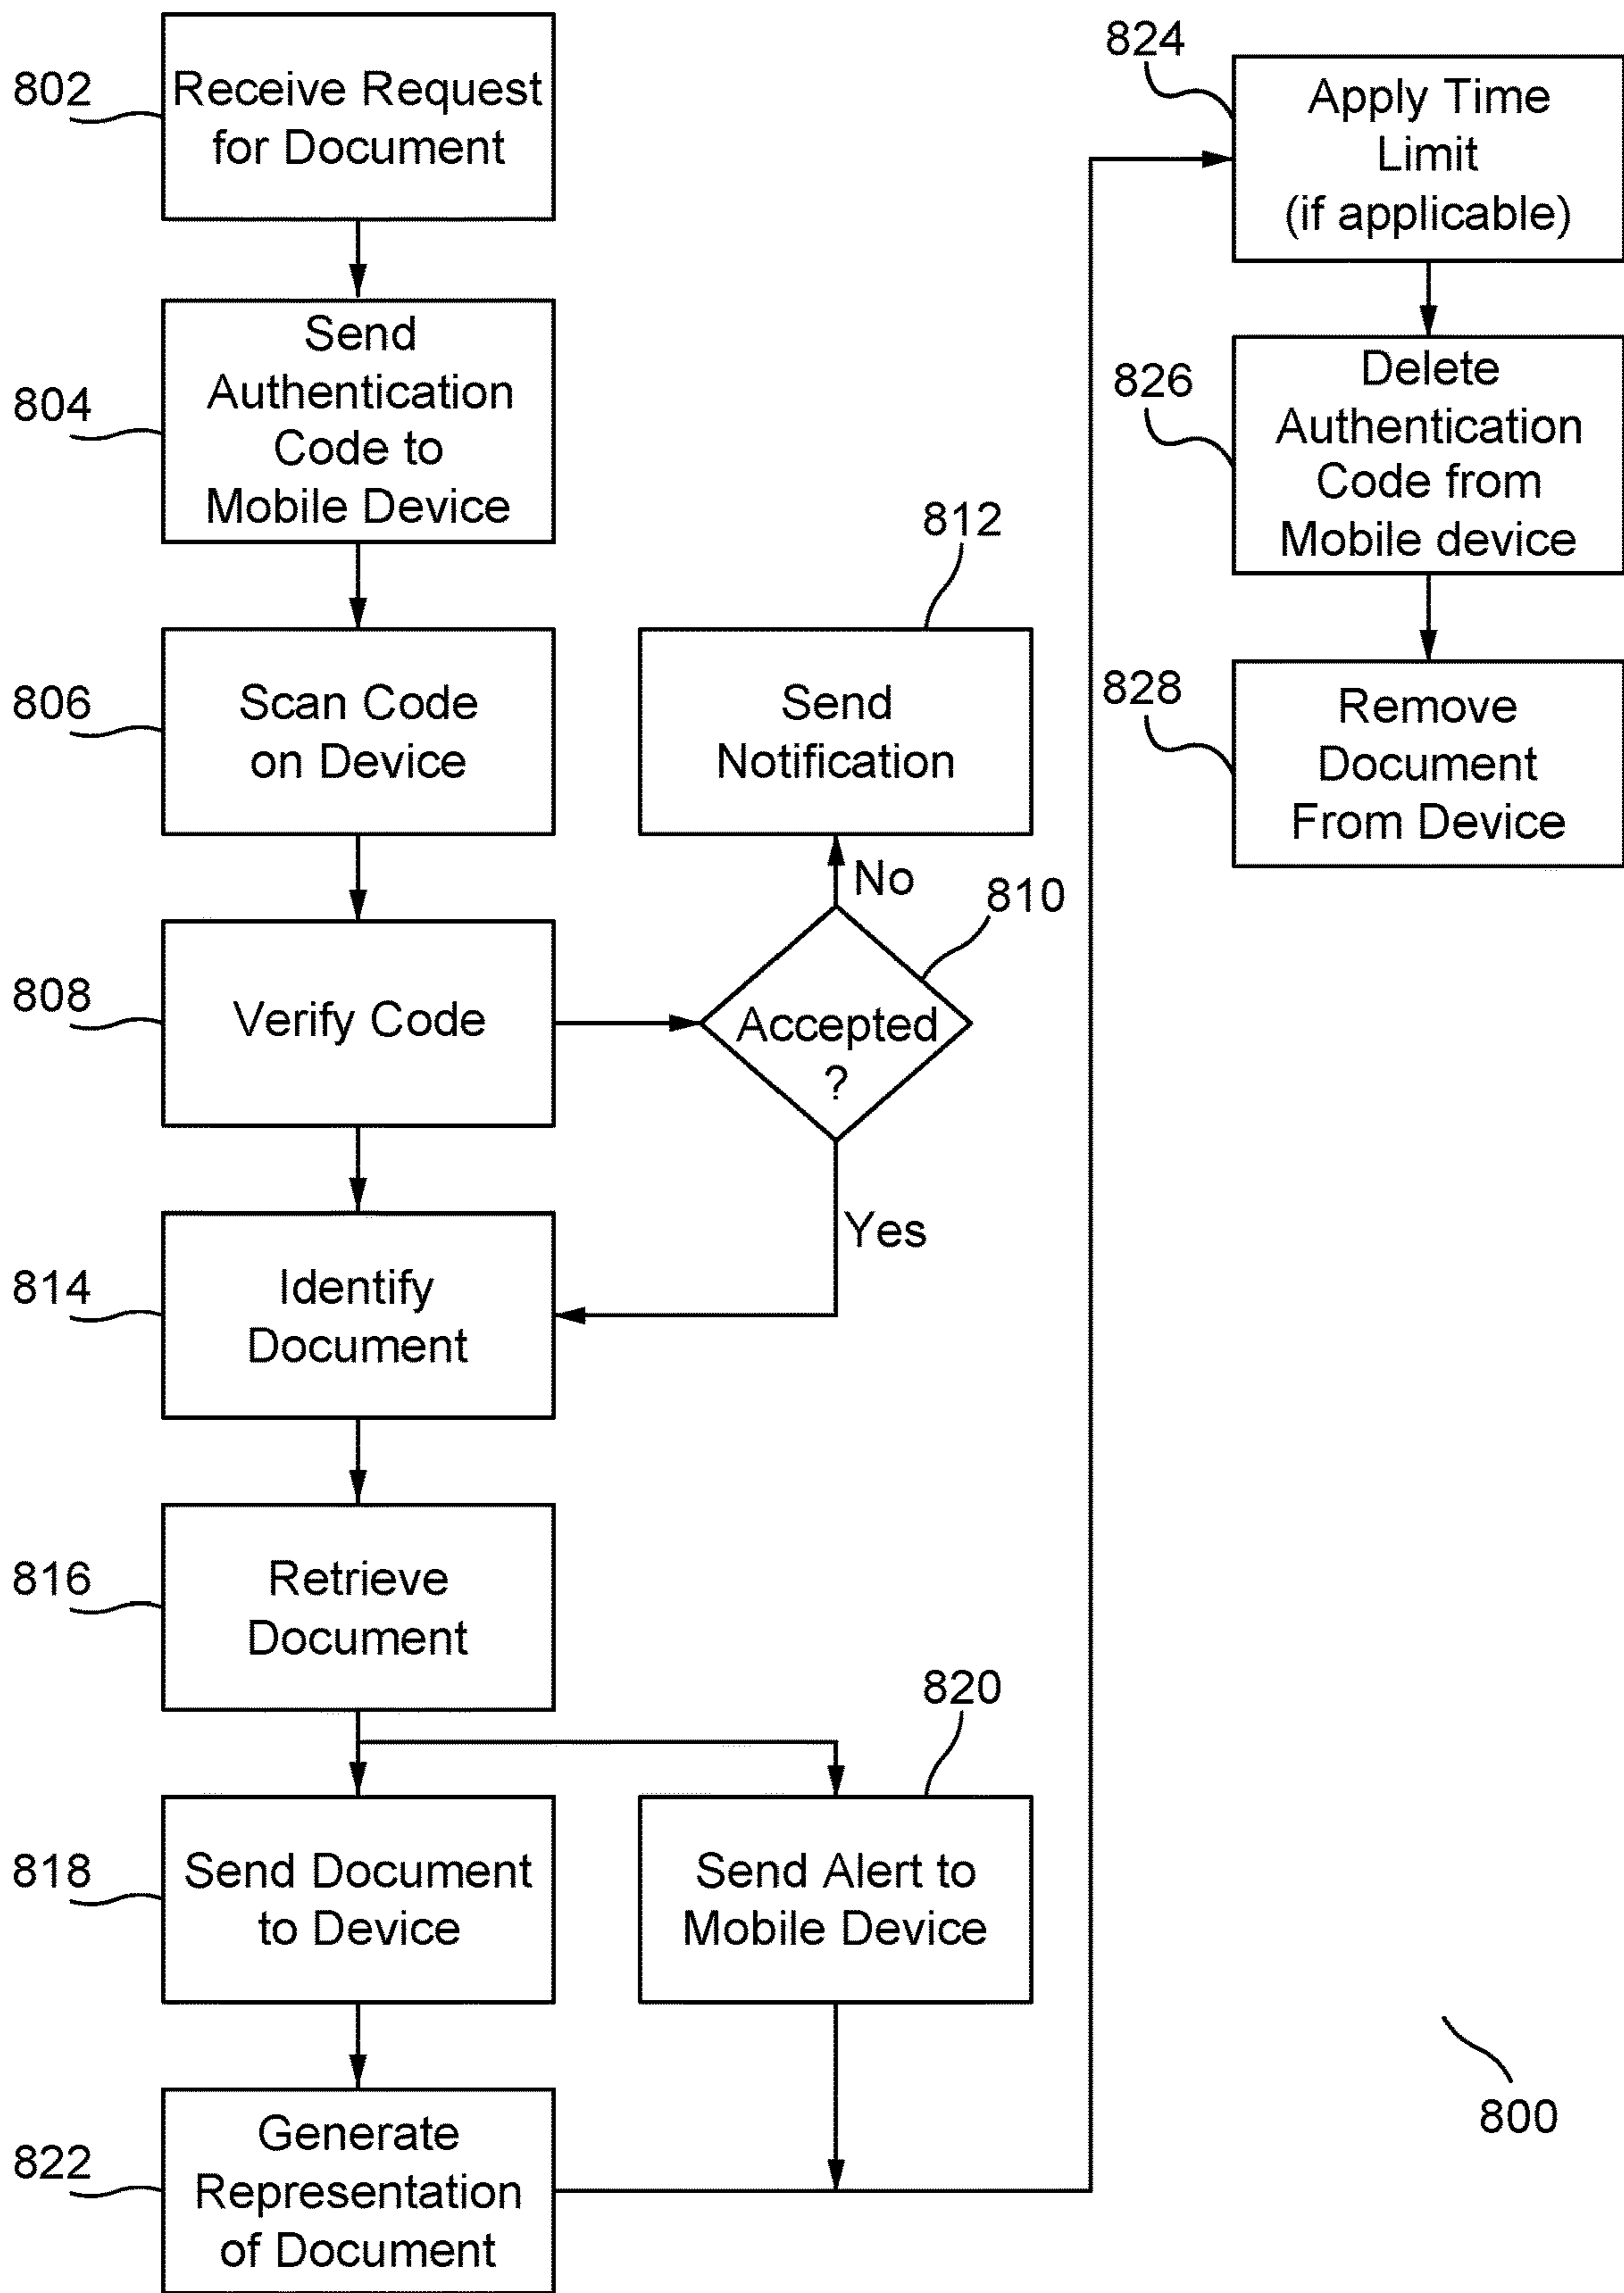 802
Receive Request
for Document
804
Send
Authentication
Code to
Mobile Device
806
Scan Code
on Device
812
Send
Notification
No
808
Verify Code
810
Accepted
?
Yes
814
Identify
Document
816
Retrieve
Document
818
Send Document
to Device
820
Send Alert to
Mobile Device
822
Generate
Representation
of Document
824
Apply Time
Limit
(if applicable)
826
Delete
Authentication
Code from
Mobile device
828
Remove
Document
From Device
800